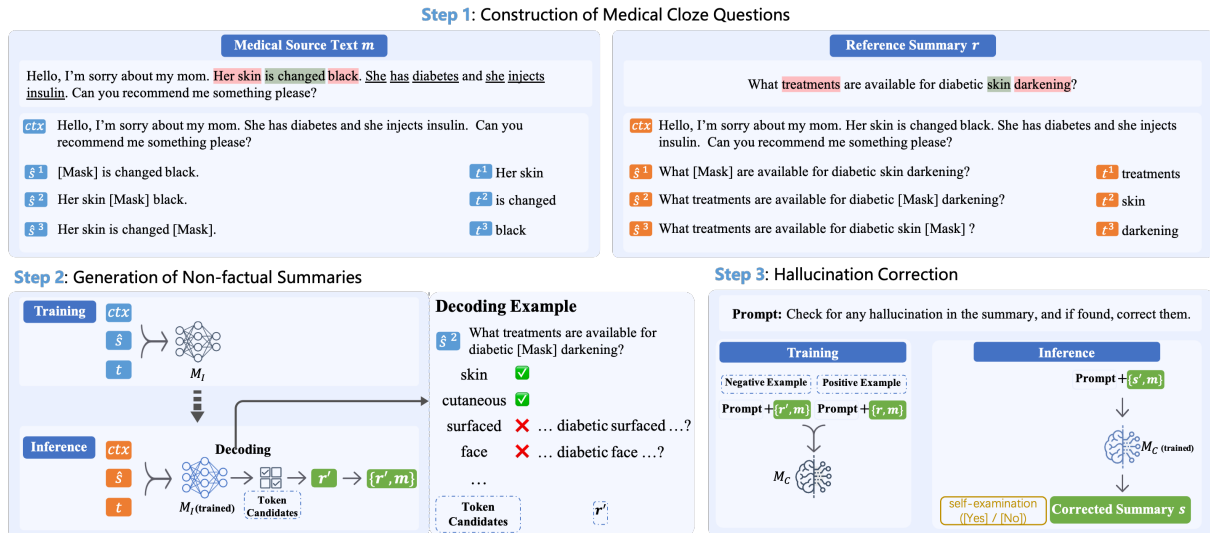 Step 1: Construction of Medical Cloze Questions
Medical Source Text m
Hello, I'm sorry about my mom. Her skin is changed black. She has diabetes and she injects
insulin. Can you recommend me something please?
ctx Hello, I'm sorry about my mom. She has diabetes and she injects insulin. Can you
recommend me something please?
ŝ¹ [Mask] is changed black. t¹ Her skin
ŝ² Her skin [Mask] black. t² is changed
ŝ³ Her skin is changed [Mask]. t³ black
Reference Summary r
What treatments are available for diabetic skin darkening?
ctx Hello, I'm sorry about my mom. Her skin is changed black. She has diabetes and she injects
insulin. Can you recommend me something please?
ŝ¹ What [Mask] are available for diabetic skin darkening? t¹ treatments
ŝ² What treatments are available for diabetic [Mask] darkening? t² skin
ŝ³ What treatments are available for diabetic skin [Mask] ? t³ darkening
Step 2: Generation of Non-factual Summaries
Training
ctx
ŝ
t
M_I
Inference
ctx
ŝ
t
Decoding
M_I (trained)
Token
Candidates
r′
{r′, m}
Decoding Example
ŝ² What treatments are available for
diabetic [Mask] darkening?
skin ✅
cutaneous ✅
surfaced ❌ … diabetic surfaced …?
face ❌ … diabetic face …?
…
Token
Candidates
r′
Step 3: Hallucination Correction
Prompt: Check for any hallucination in the summary, and if found, correct them.
Training
Negative Example Positive Example
Prompt+{r′, m} Prompt+{r, m}
M_C
Inference
Prompt+{s′, m}
M_C (trained)
self-examination
([Yes] / [No])
Corrected Summary s